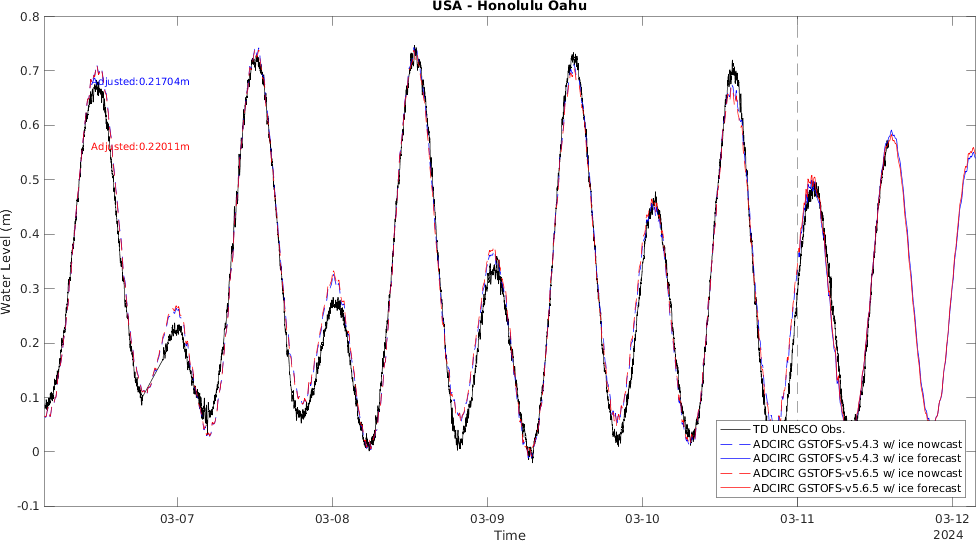 USA - Honolulu Oahu
0.8
0.7
0.6
0.5
0.4
0.3
0.2
0.1
0
-0.1
Water Level (m)
Adjusted:0.21704m
Adjusted:0.22011m
TD UNESCO Obs.
ADCIRC GSTOFS-v5.4.3 w/ ice nowcast
ADCIRC GSTOFS-v5.4.3 w/ ice forecast
ADCIRC GSTOFS-v5.6.5 w/ ice nowcast
ADCIRC GSTOFS-v5.6.5 w/ ice forecast
03-07 03-08 03-09 03-10 03-11 03-12
2024
Time